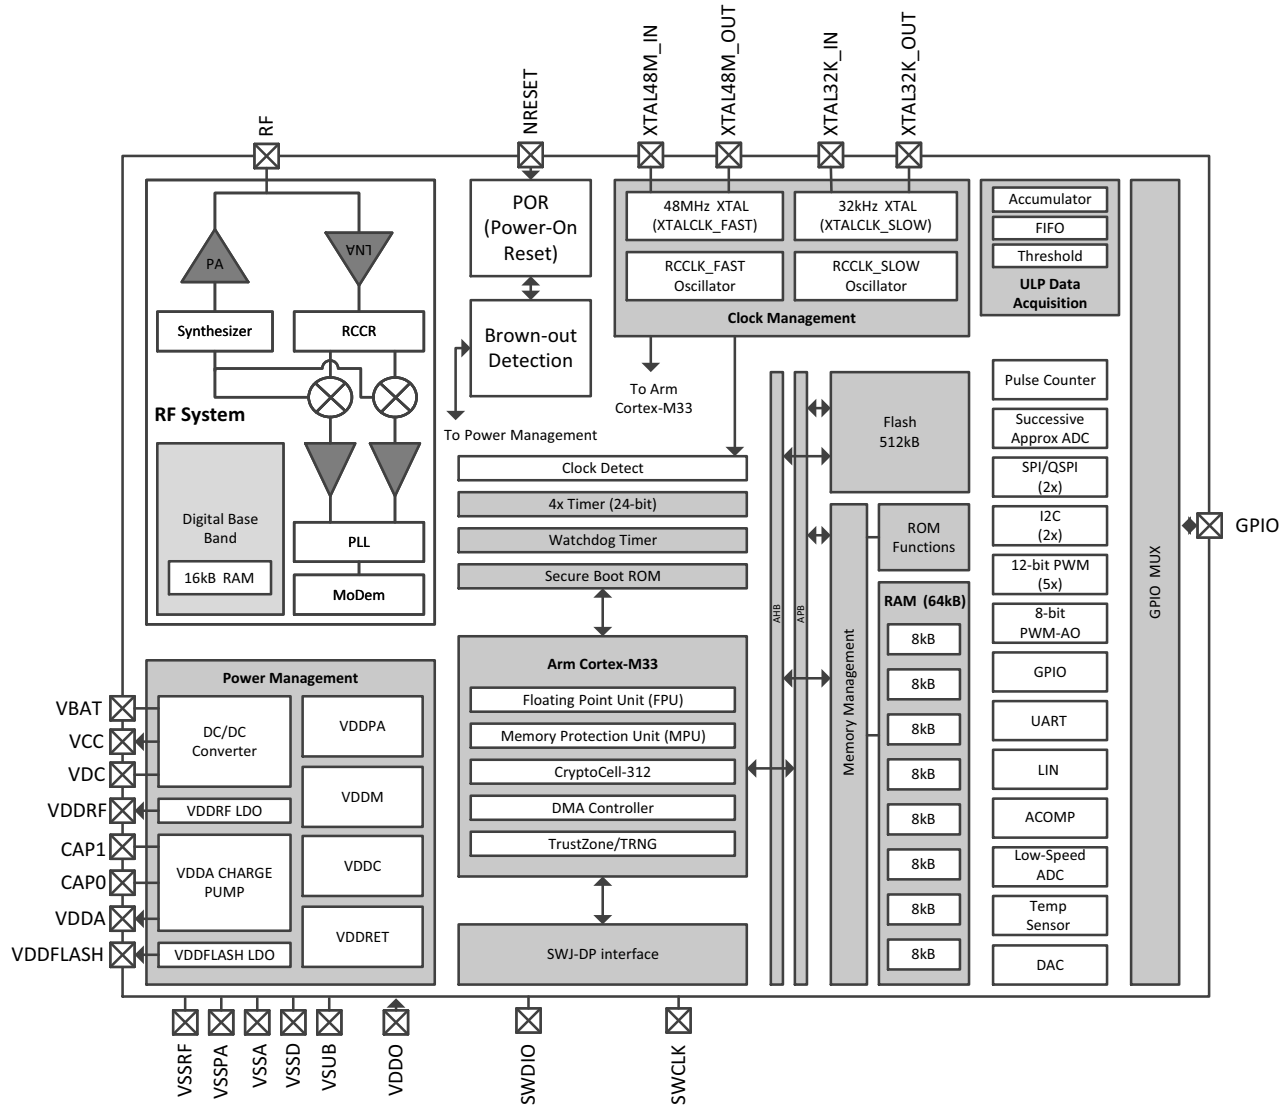 RF
NRESET
XTAL48M_IN
XTAL48M_OUT
XTAL32K_IN
XTAL32K_OUT
PA
LNA
Synthesizer
RCCR
RF System
Digital Base
Band
16kB RAM
PLL
MoDem
POR
(Power-On
Reset)
Brown-out
Detection
To Power Management
48MHz XTAL
(XTALCLK_FAST)
32kHz XTAL
(XTALCLK_SLOW)
RCCLK_FAST
Oscillator
RCCLK_SLOW
Oscillator
Clock Management
To Arm
Cortex-M33
Accumulator
FIFO
Threshold
ULP Data
Acquisition
Clock Detect
4x Timer (24-bit)
Watchdog Timer
Secure Boot ROM
Arm Cortex-M33
Floating Point Unit (FPU)
Memory Protection Unit (MPU)
CryptoCell-312
DMA Controller
TrustZone/TRNG
SWJ-DP interface
AHB
APB
Flash
512kB
Memory Management
ROM
Functions
RAM (64kB)
8kB
8kB
8kB
8kB
8kB
8kB
8kB
8kB
Pulse Counter
Successive
Approx ADC
SPI/QSPI
(2x)
I2C
(2x)
12-bit PWM
(5x)
8-bit
PWM-AO
GPIO
UART
LIN
ACOMP
Low-Speed
ADC
Temp
Sensor
DAC
GPIO MUX
GPIO
Power Management
DC/DC
Converter
VDDRF LDO
VDDA CHARGE
PUMP
VDDFLASH LDO
VDDPA
VDDM
VDDC
VDDRET
VBAT
VCC
VDC
VDDRF
CAP1
CAP0
VDDA
VDDFLASH
VSSRF
VSSPA
VSSA
VSSD
VSUB
VDDO
SWDIO
SWCLK